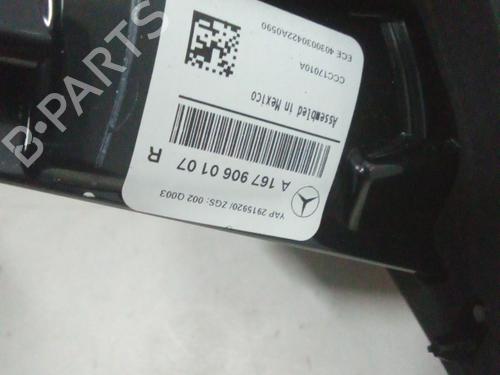 ECE 4030030422A0590
CCC17010A
Assembled in Mexico
R
A 167 906 01 07
YAP 2915920/ ZGS: 002 Q003
B-PARTS